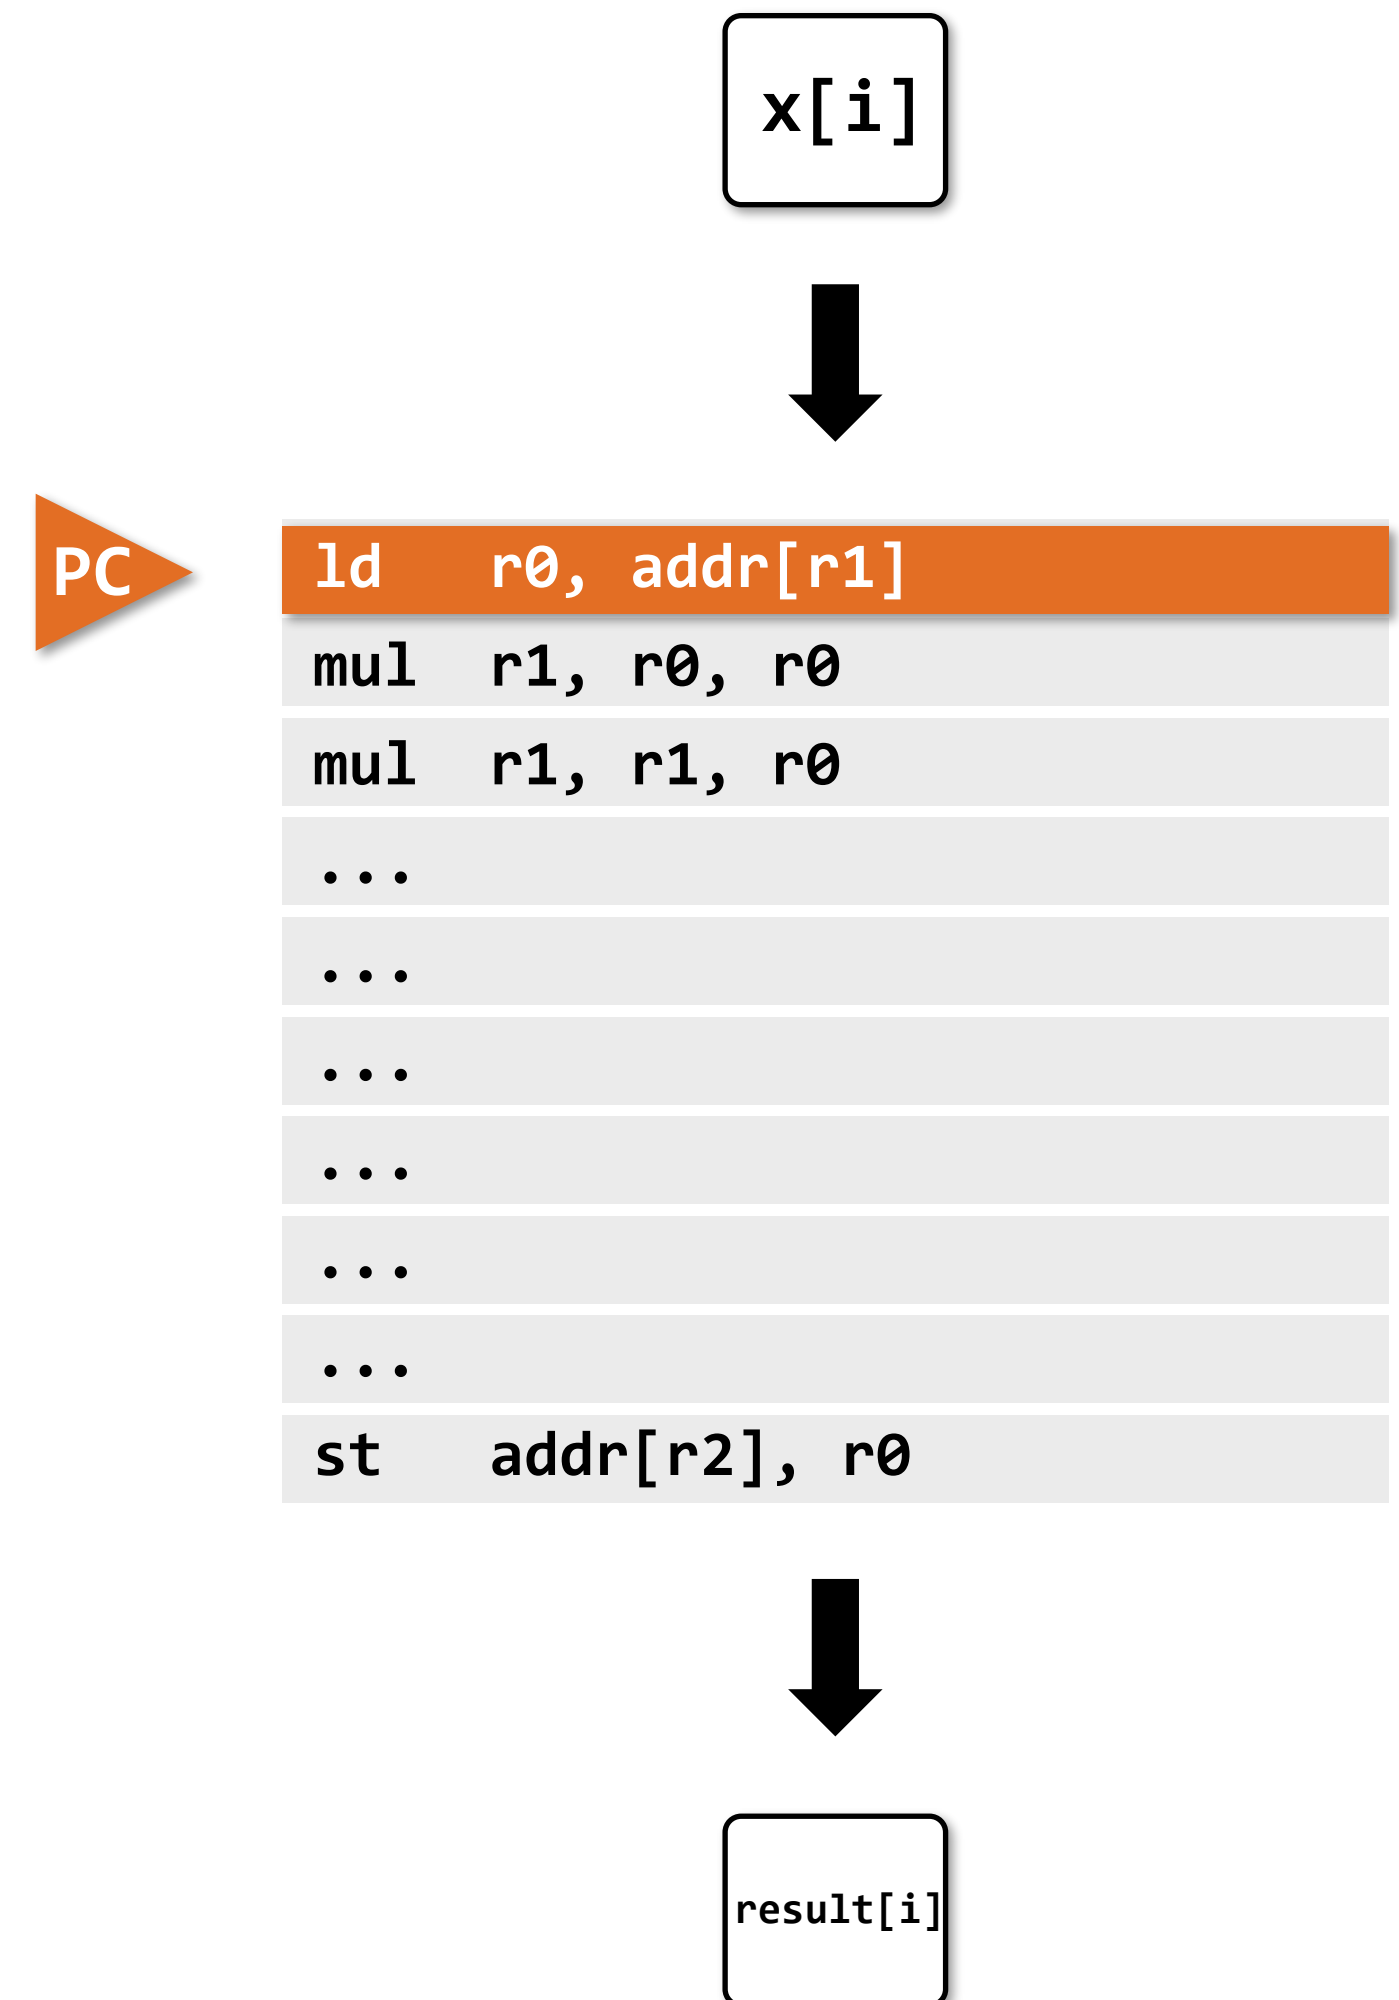 x[i]
PC
ld r0, addr[r1]
mul r1, r0, r0
mul r1, r1, r0
...
...
...
...
...
...
st addr[r2], r0
result[i]